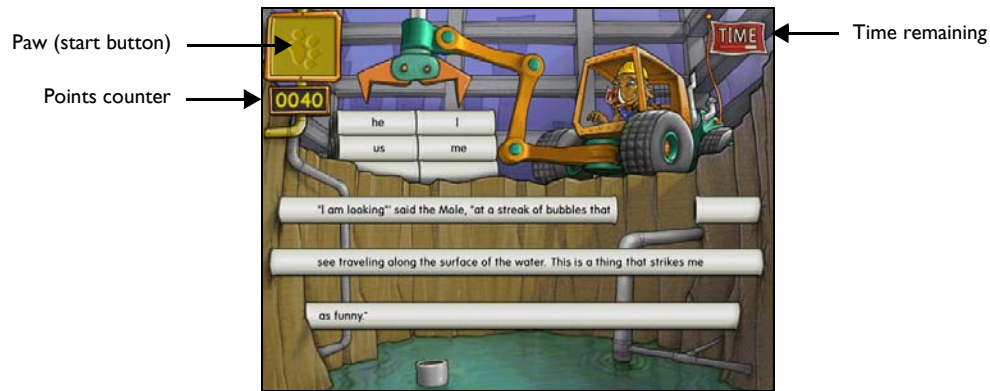 Paw (start button)
TIME
Time remaining
Points counter
0040
he I
us me
"I am looking"' said the Mole, "at a streak of bubbles that
see traveling along the surface of the water. This is a thing that strikes me
as funny."